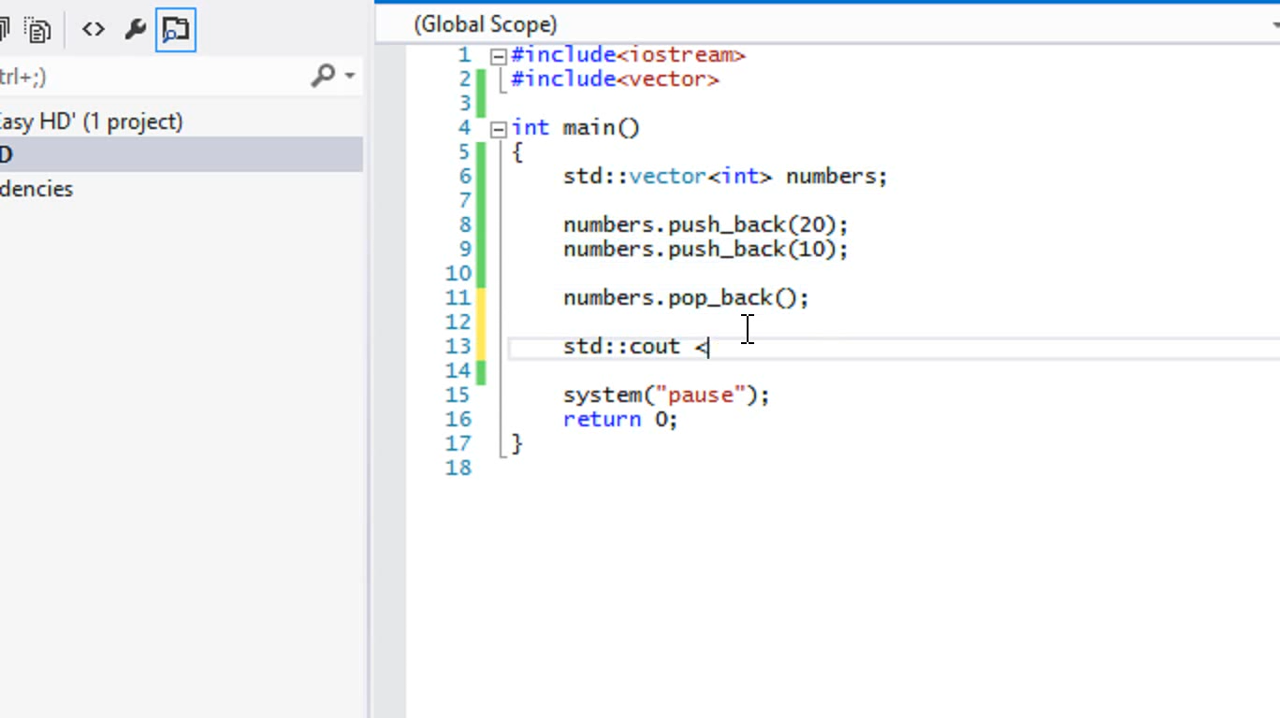 (Global Scope)
trl+;)
Easy HD' (1 project)
D
dencies
1 #include<iostream>
2 #include<vector>
3
4 int main()
5 {
6 std::vector<int> numbers;
7
8 numbers.push_back(20);
9 numbers.push_back(10);
10
11 numbers.pop_back();
12
13 std::cout <
14
15 system("pause");
16 return 0;
17 }
18